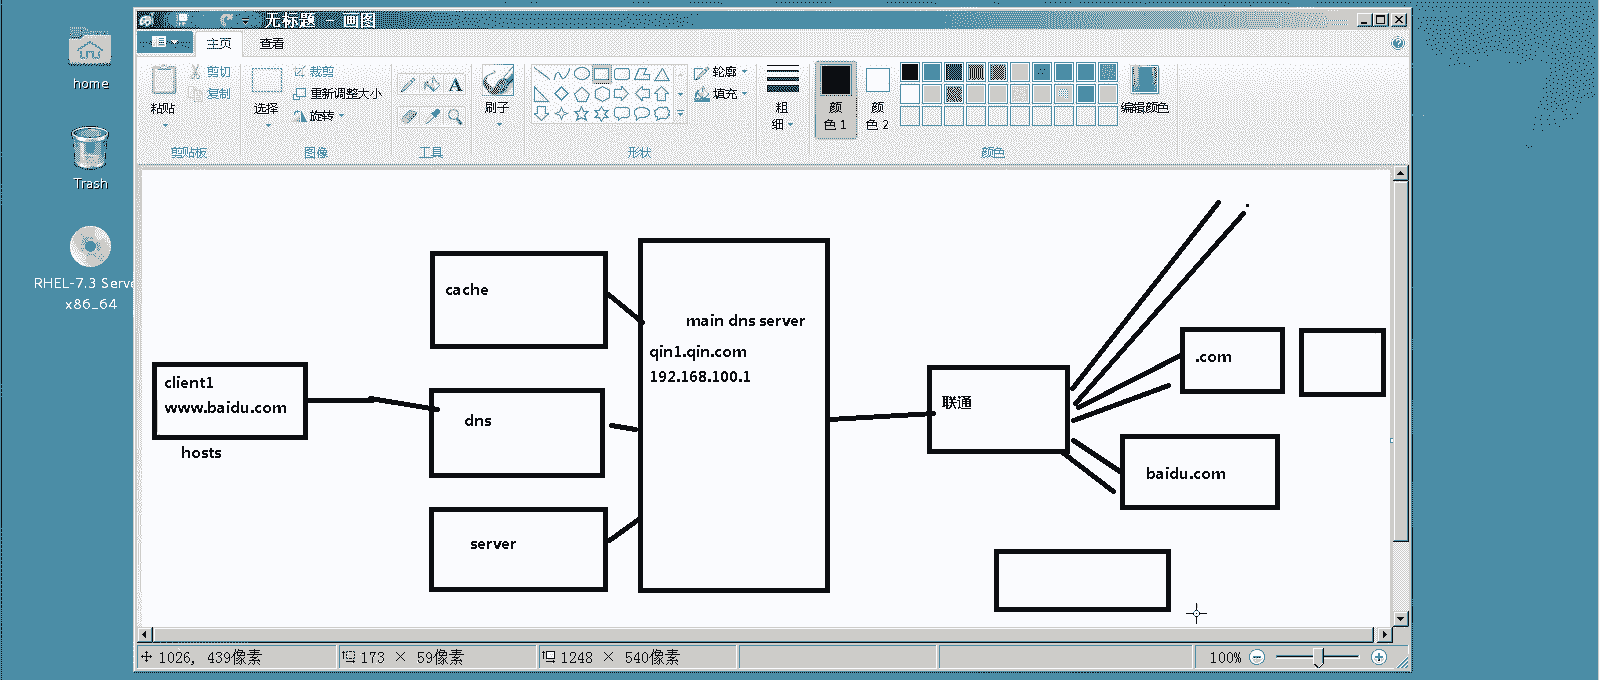 无标题 - 画图
主页
查看
home
Trash
RHEL-7.3 Serve
x86_64
粘贴
剪切
复制
剪贴板
选择
裁剪
重新调整大小
旋转
图像
A
工具
刷子
轮廓
填充
形状
粗
细
颜
色 1
颜
色 2
编辑颜色
颜色
cache
main dns server
qin1.qin.com
192.168.100.1
client1
www.baidu.com
hosts
dns
server
联通
.
.com
baidu.com
1026, 439像素
173 × 59像素
1248 × 540像素
100%